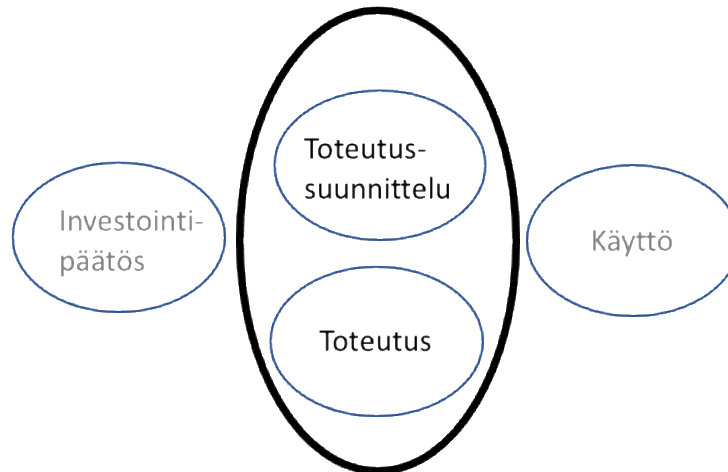 Investointi-
päätös
Toteutus-
suunnittelu
Toteutus
Käyttö